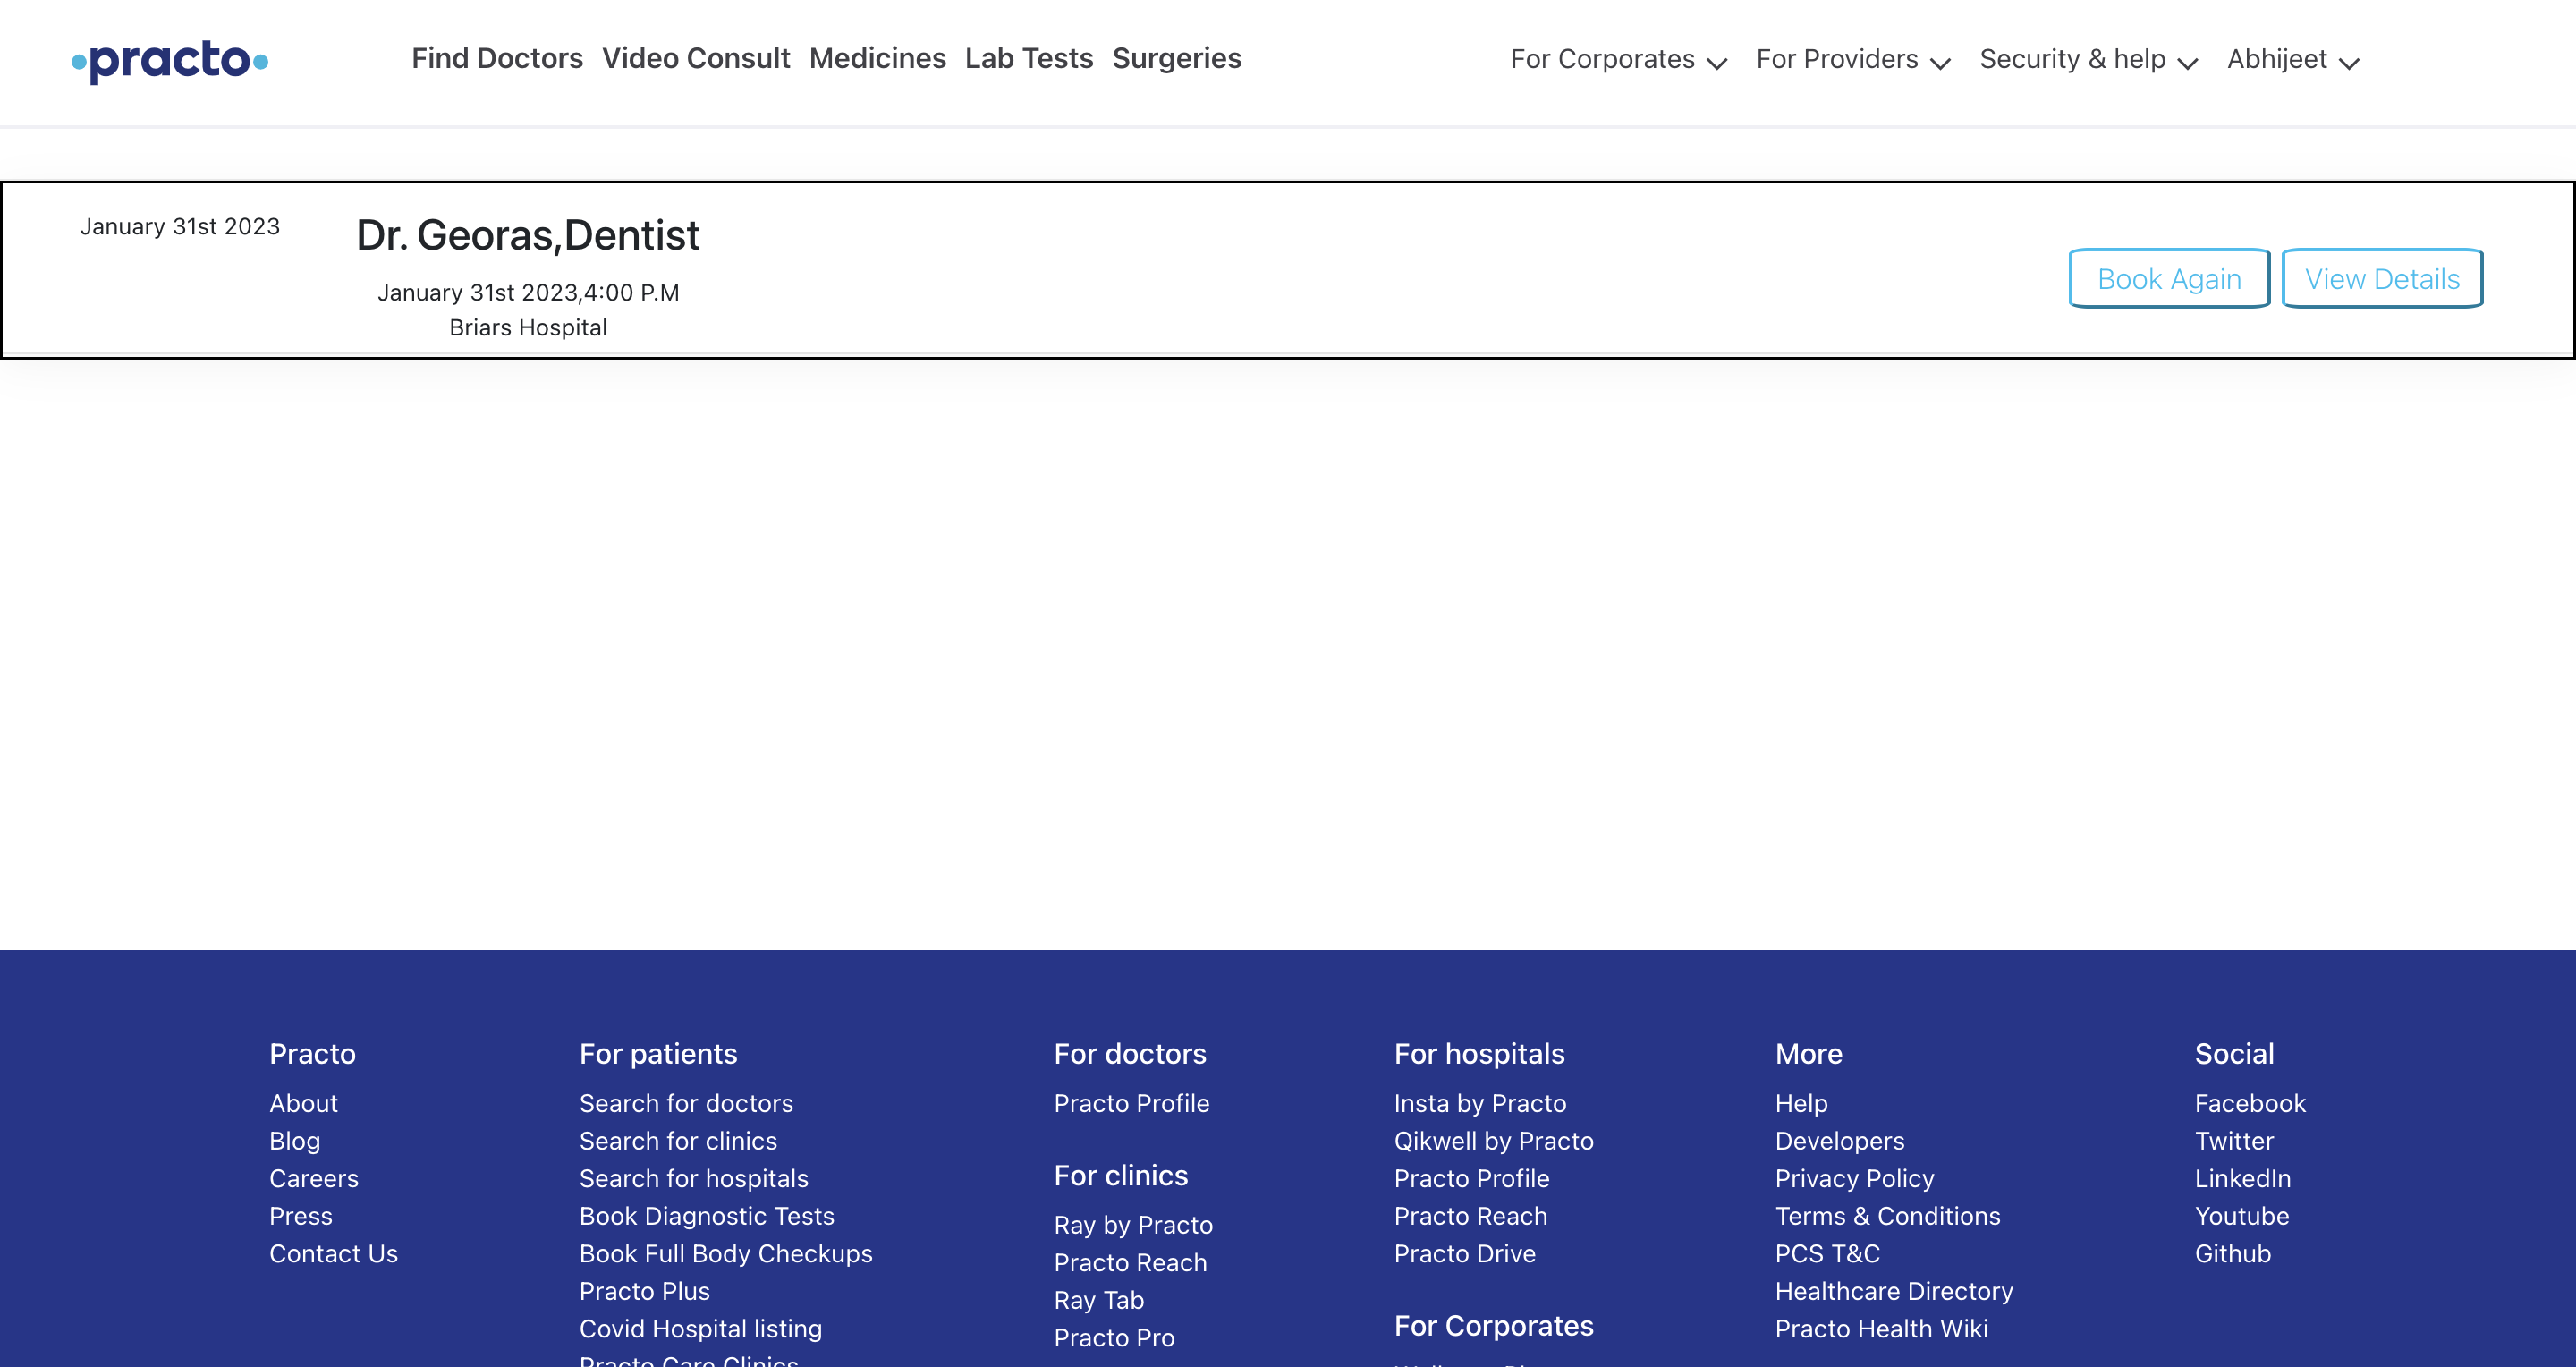 practo
Find Doctors Video Consult Medicines Lab Tests Surgeries
For Corporates For Providers Security & help Abhijeet
January 31st 2023
Dr. Georas,Dentist
January 31st 2023,4:00 P.M
Briars Hospital
Book Again View Details
Practo
About
Blog
Careers
Press
Contact Us
For patients
Search for doctors
Search for clinics
Search for hospitals
Book Diagnostic Tests
Book Full Body Checkups
Practo Plus
Covid Hospital listing
Practo Care Clinics
For doctors
Practo Profile
For clinics
Ray by Practo
Practo Reach
Ray Tab
Practo Pro
For hospitals
Insta by Practo
Qikwell by Practo
Practo Profile
Practo Reach
Practo Drive
For Corporates
More
Help
Developers
Privacy Policy
Terms & Conditions
PCS T&C
Healthcare Directory
Practo Health Wiki
Social
Facebook
Twitter
LinkedIn
Youtube
Github